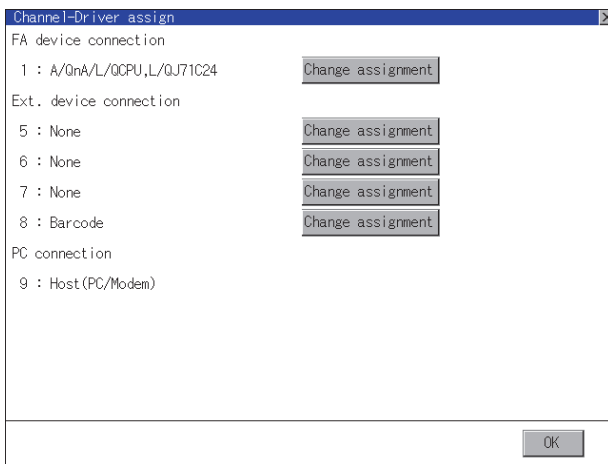 Channel-Driver assign
FA device connection
1 : A/QnA/L/QCPU,L/QJ71C24 Change assignment
Ext. device connection
5 : None Change assignment
6 : None Change assignment
7 : None Change assignment
8 : Barcode Change assignment
PC connection
9 : Host(PC/Modem)
OK